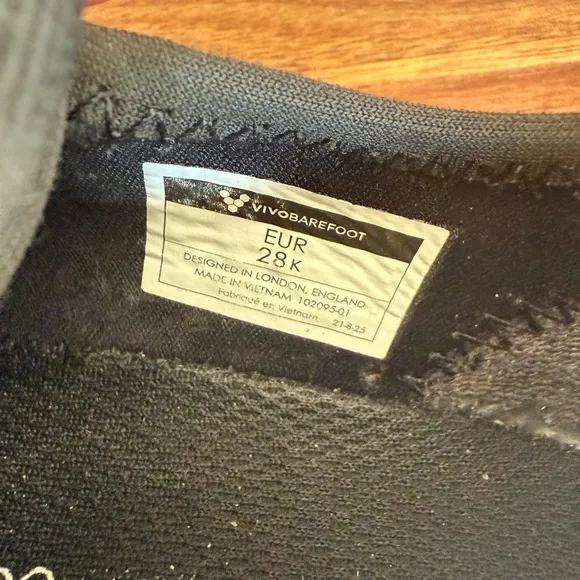 VIVOBAREFOOT
EUR
28 K
DESIGNED IN LONDON, ENGLAND
MADE IN VIETNAM 102095-01
Fabriqué en Vietnam 21-8-25